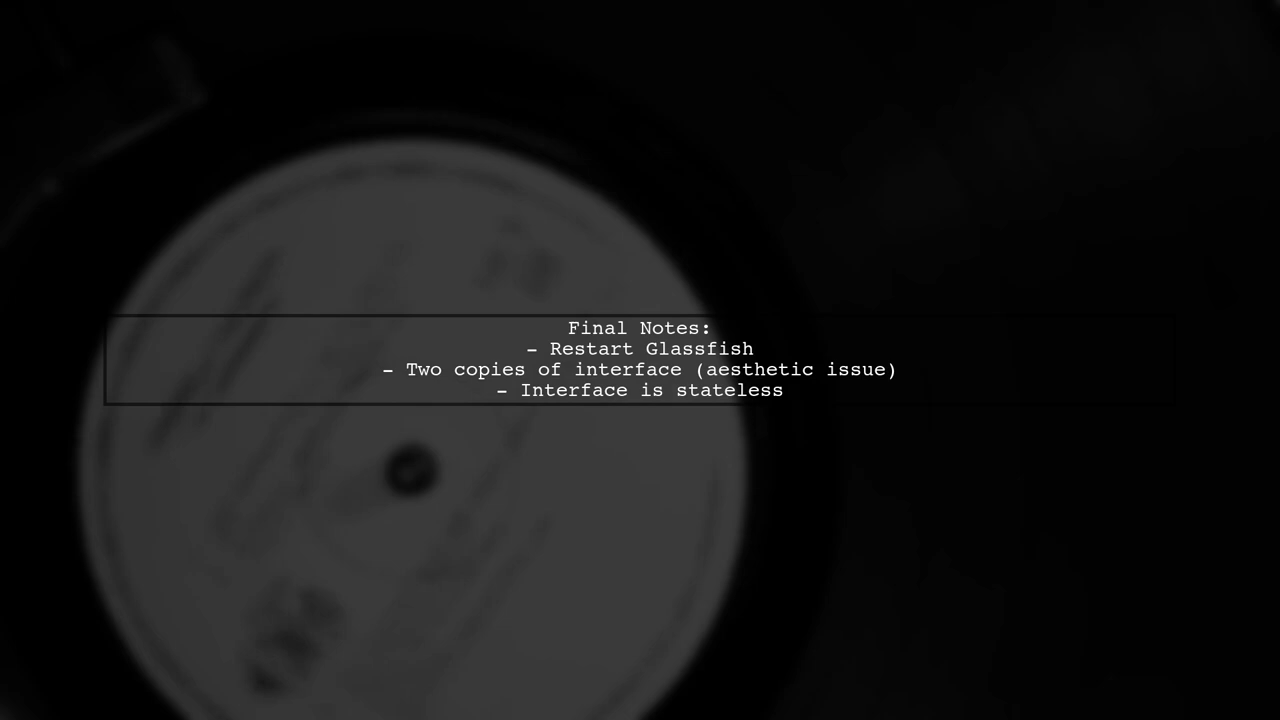 Final Notes:
- Restart Glassfish
- Two copies of interface (aesthetic issue)
- Interface is stateless